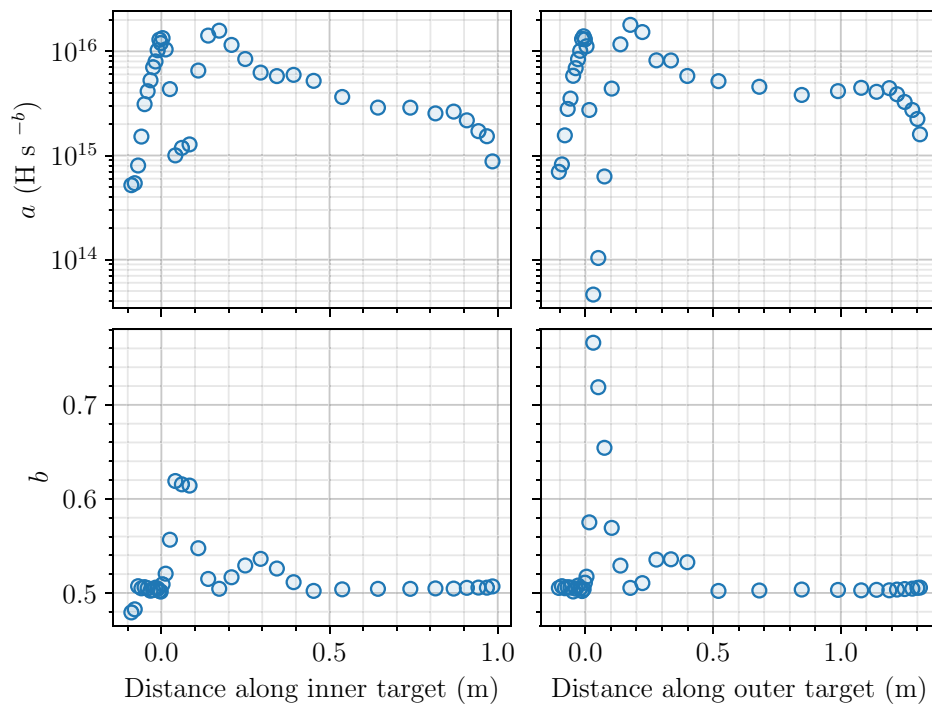 10^16
10^15
10^14
a (H s^−b)
0.7
0.6
0.5
b
0.0 0.5 1.0
0.0 0.5 1.0
Distance along inner target (m)
Distance along outer target (m)